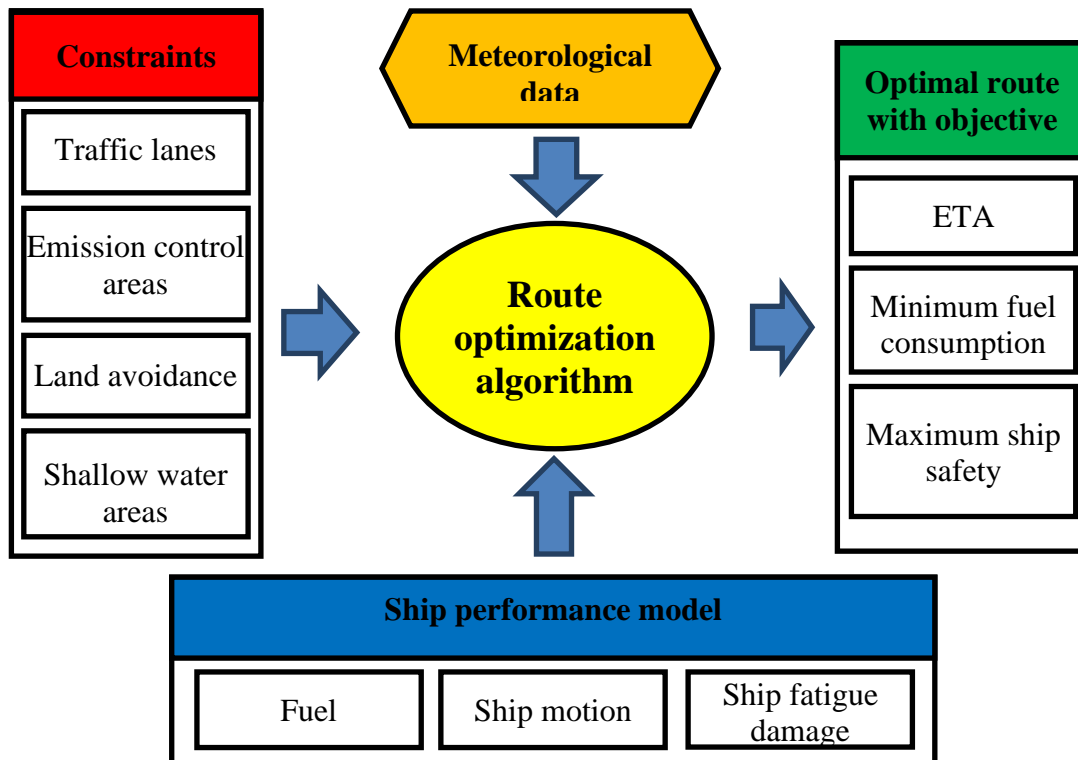 Constraints
Traffic lanes
Emission control
areas
Land avoidance
Shallow water
areas
Meteorological
data
Route
optimization
algorithm
Optimal route
with objective
ETA
Minimum fuel
consumption
Maximum ship
safety
Ship performance model
Fuel
Ship motion
Ship fatigue
damage